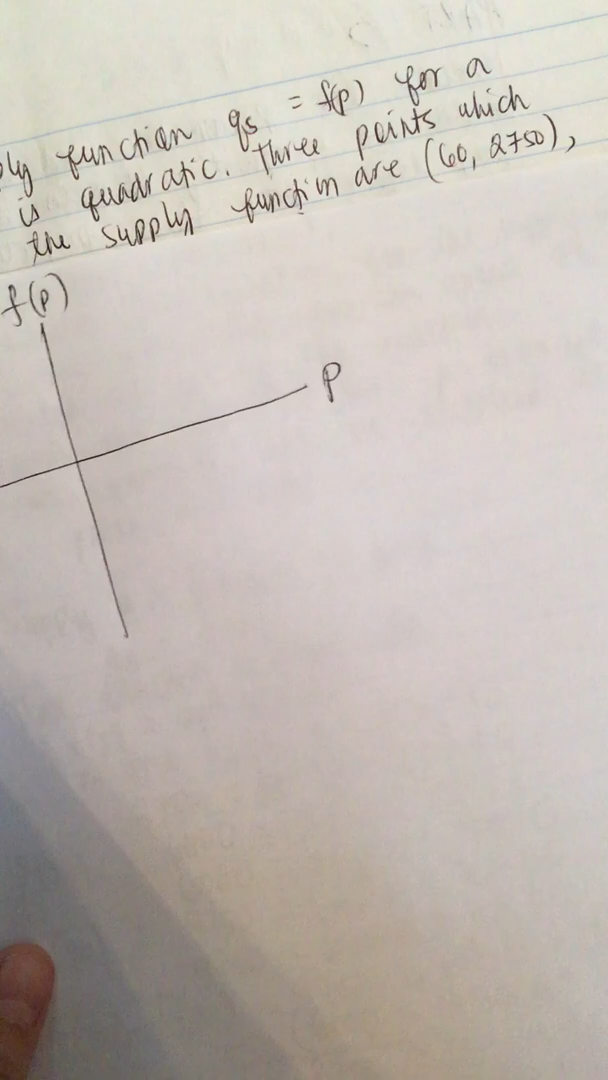 function qs = f(p) for a
is quadratic. Three points which
the supply function are (60, 2750),
f(p)
P